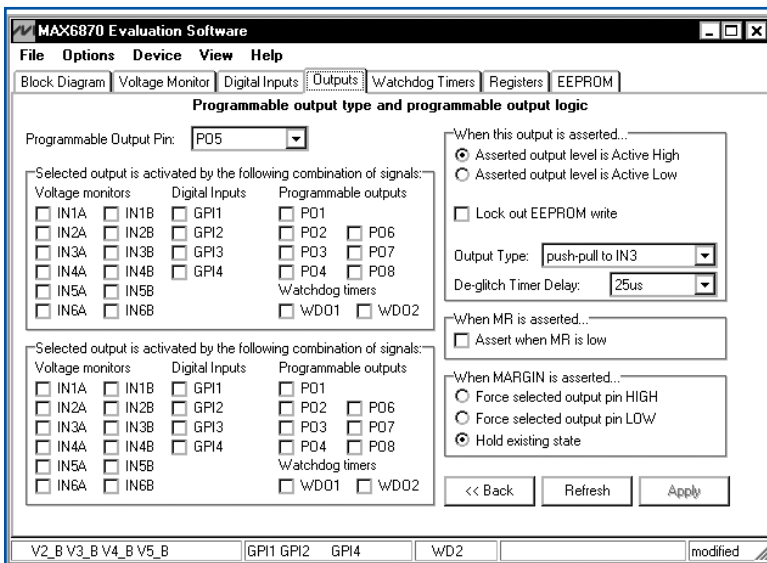 MAX6870 Evaluation Software
File Options Device View Help
Block Diagram Voltage Monitor Digital Inputs Outputs Watchdog Timers Registers EEPROM
Programmable output type and programmable output logic
Programmable Output Pin: PO5
Selected output is activated by the following combination of signals:
Voltage monitors Digital Inputs Programmable outputs
IN1A IN1B GPI1 PO1
IN2A IN2B GPI2 PO2 PO6
IN3A IN3B GPI3 PO3 PO7
IN4A IN4B GPI4 PO4 PO8
IN5A IN5B Watchdog timers
IN6A IN6B WDO1 WDO2
Selected output is activated by the following combination of signals:
Voltage monitors Digital Inputs Programmable outputs
IN1A IN1B GPI1 PO1
IN2A IN2B GPI2 PO2 PO6
IN3A IN3B GPI3 PO3 PO7
IN4A IN4B GPI4 PO4 PO8
IN5A IN5B Watchdog timers
IN6A IN6B WDO1 WDO2
When this output is asserted...
Asserted output level is Active High
Asserted output level is Active Low
Lock out EEPROM write
Output Type: push-pull to IN3
De-glitch Timer Delay: 25us
When MR is asserted...
Assert when MR is low
When MARGIN is asserted...
Force selected output pin HIGH
Force selected output pin LOW
Hold existing state
<< Back Refresh Apply
V2_B V3_B V4_B V5_B GPI1 GPI2 GPI4 WD2 modified